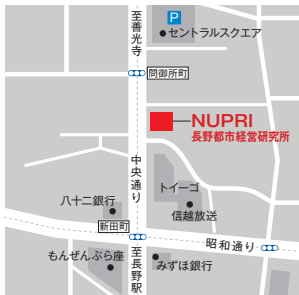 至善光寺
P
セントラルスクエア
問御所町
NUPRI
長野都市経営研究所
中央通り
トイーゴ
八十二銀行
信越放送
新田町
昭和通り
もんぜんぷら座
至長野駅
みずほ銀行